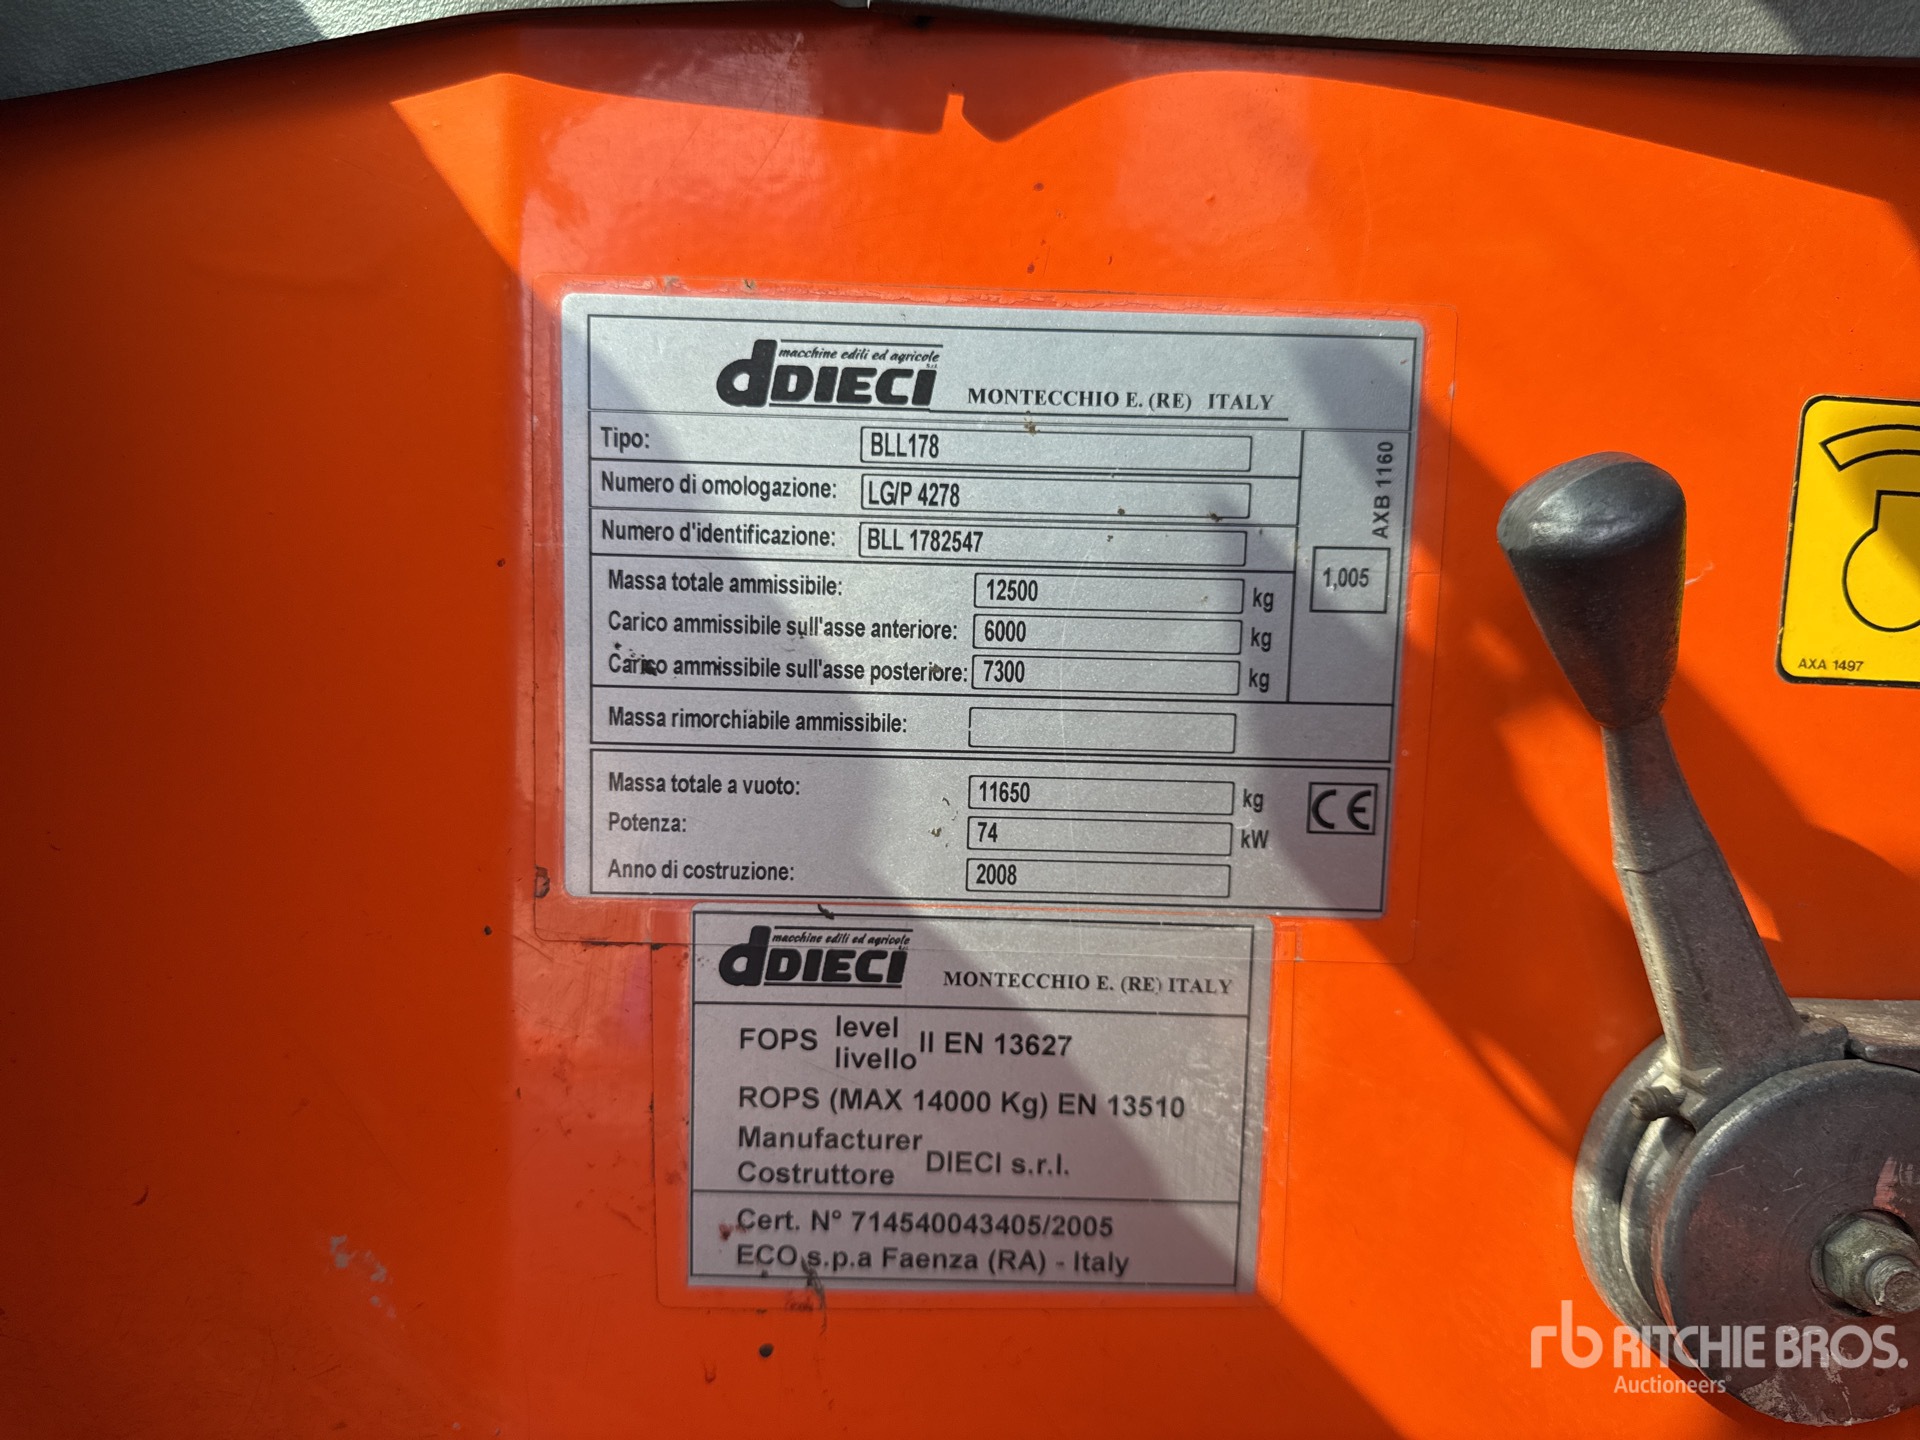 macchine edili ed agricole
dDIECI s.r.l.
MONTECCHIO E. (RE) ITALY
Tipo: BLL178
Numero di omologazione: LG/P 4278
Numero d'identificazione: BLL 1782547
Massa totale ammissibile: 12500 kg
Carico ammissibile sull'asse anteriore: 6000 kg
Carico ammissibile sull'asse posteriore: 7300 kg
Massa rimorchiabile ammissibile:
AXB 1160
1,005
Massa totale a vuoto: 11650 kg
Potenza: 74 kW
Anno di costruzione: 2008
CE
macchine edili ed agricole
dDIECI
MONTECCHIO E. (RE) ITALY
FOPS level livello II EN 13627
ROPS (MAX 14000 Kg) EN 13510
Manufacturer
Costruttore DIECI s.r.l.
Cert. N° 714540043405/2005
ECO s.p.a Faenza (RA) - Italy
AXA 1497
rb RITCHIE BROS.
Auctioneers